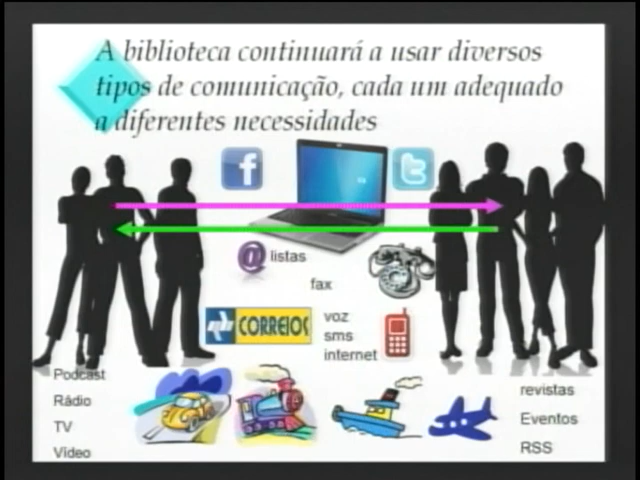 A biblioteca continuará a usar diversos
tipos de comunicação, cada um adequado
a diferentes necessidades
f
t
@ listas
fax
CORREIOS
voz
sms
internet
Podcast
Rádio
TV
Vídeo
revistas
Eventos
RSS